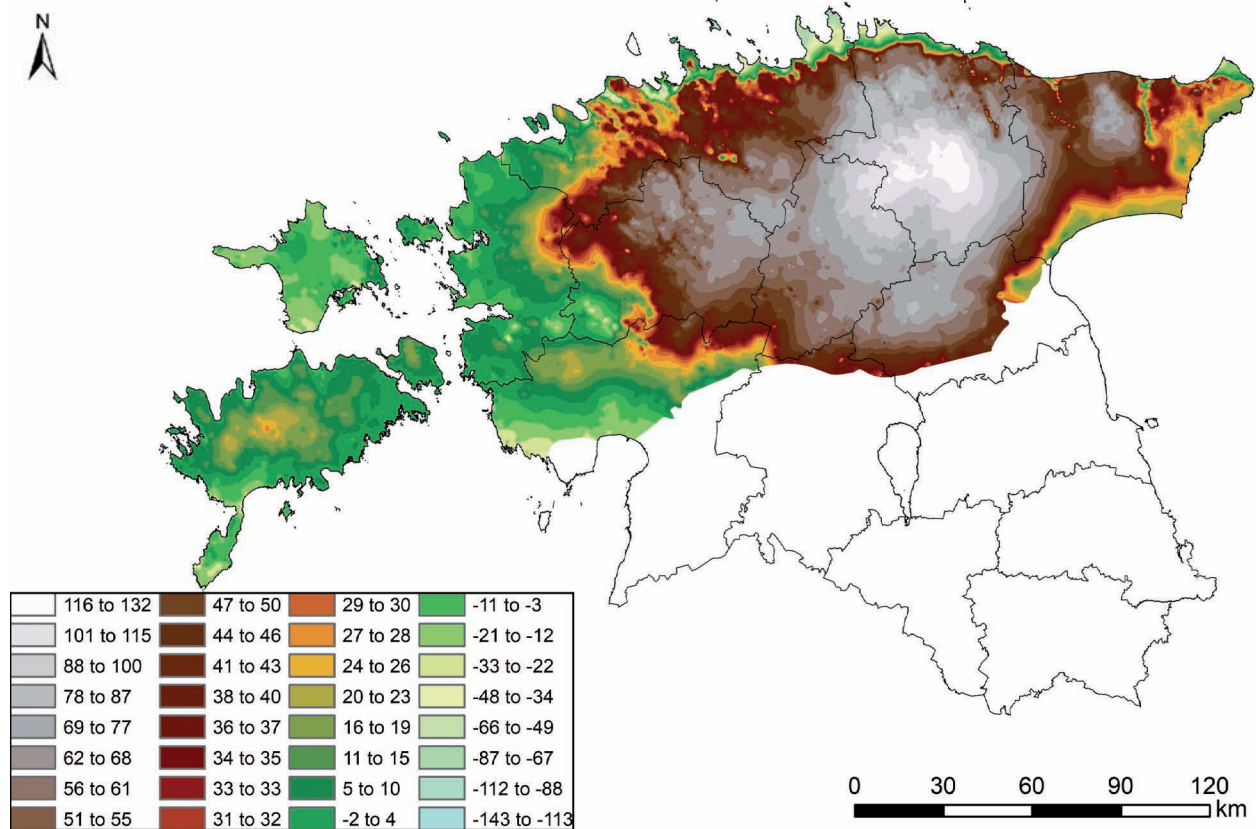 N
116 to 132 47 to 50 29 to 30 -11 to -3
101 to 115 44 to 46 27 to 28 -21 to -12
88 to 100 41 to 43 24 to 26 -33 to -22
78 to 87 38 to 40 20 to 23 -48 to -34
69 to 77 36 to 37 16 to 19 -66 to -49
62 to 68 34 to 35 11 to 15 -87 to -67
56 to 61 33 to 33 5 to 10 -112 to -88
51 to 55 31 to 32 -2 to 4 -143 to -113
0 30 60 90 120
km